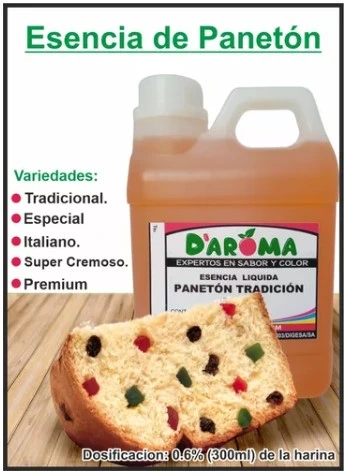 Esencia de Panetón
Variedades:
Tradicional.
Especial
Italiano.
Super Cremoso.
Premium
D'AROMA
EXPERTOS EN SABOR Y COLOR
ESENCIA LIQUIDA
PANETÓN TRADICIÓN
Dosificacion: 0.6% (300ml) de la harina